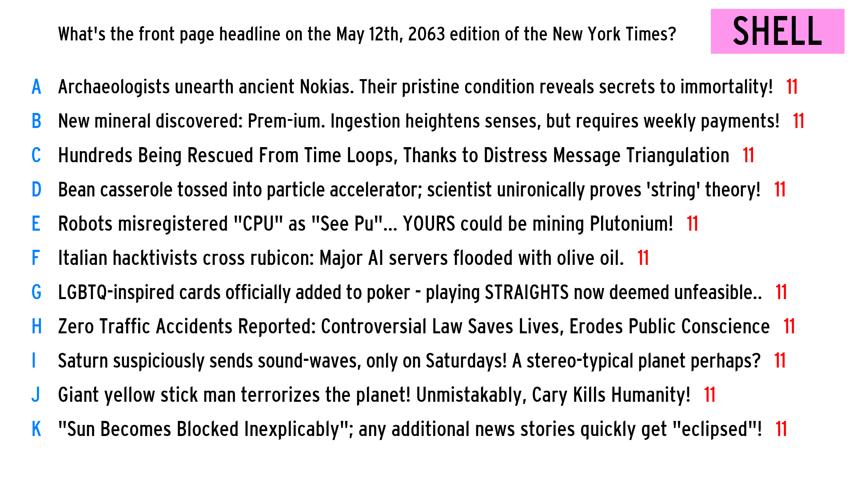 What's the front page headline on the May 12th, 2063 edition of the New York Times? SHELL
A Archaeologists unearth ancient Nokias. Their pristine condition reveals secrets to immortality! 11
B New mineral discovered: Prem-ium. Ingestion heightens senses, but requires weekly payments! 11
C Hundreds Being Rescued From Time Loops, Thanks to Distress Message Triangulation 11
D Bean casserole tossed into particle accelerator; scientist unironically proves 'string' theory! 11
E Robots misregistered "CPU" as "See Pu"... YOURS could be mining Plutonium! 11
F Italian hacktivists cross rubicon: Major AI servers flooded with olive oil. 11
G LGBTQ-inspired cards officially added to poker - playing STRAIGHTS now deemed unfeasible.. 11
H Zero Traffic Accidents Reported: Controversial Law Saves Lives, Erodes Public Conscience 11
I Saturn suspiciously sends sound-waves, only on Saturdays! A stereo-typical planet perhaps? 11
J Giant yellow stick man terrorizes the planet! Unmistakably, Cary Kills Humanity! 11
K "Sun Becomes Blocked Inexplicably"; any additional news stories quickly get "eclipsed"! 11